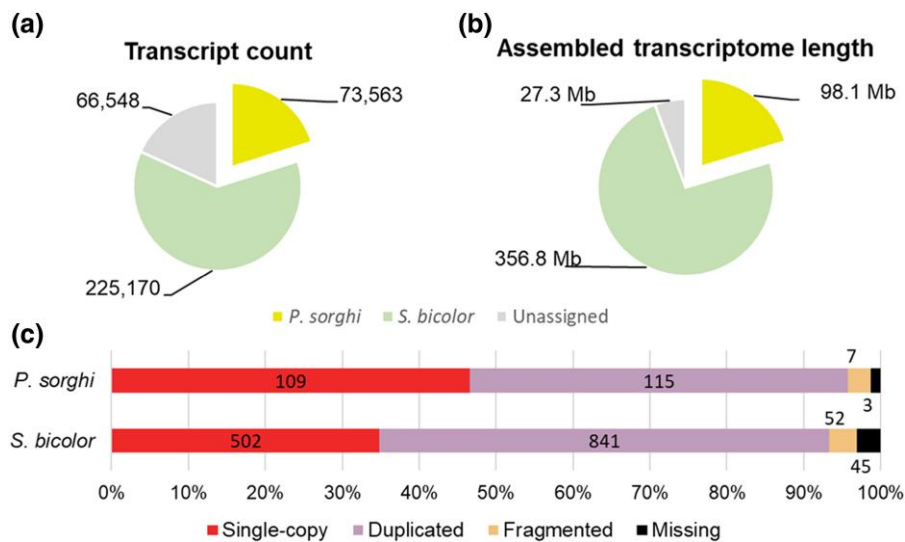 (a)
Transcript count
66,548
73,563
225,170
(b)
Assembled transcriptome length
27.3 Mb
98.1 Mb
356.8 Mb
P. sorghi S. bicolor Unassigned
(c)
7
P. sorghi 109 115
3
52
S. bicolor 502 841
45
0% 10% 20% 30% 40% 50% 60% 70% 80% 90% 100%
Single-copy Duplicated Fragmented Missing